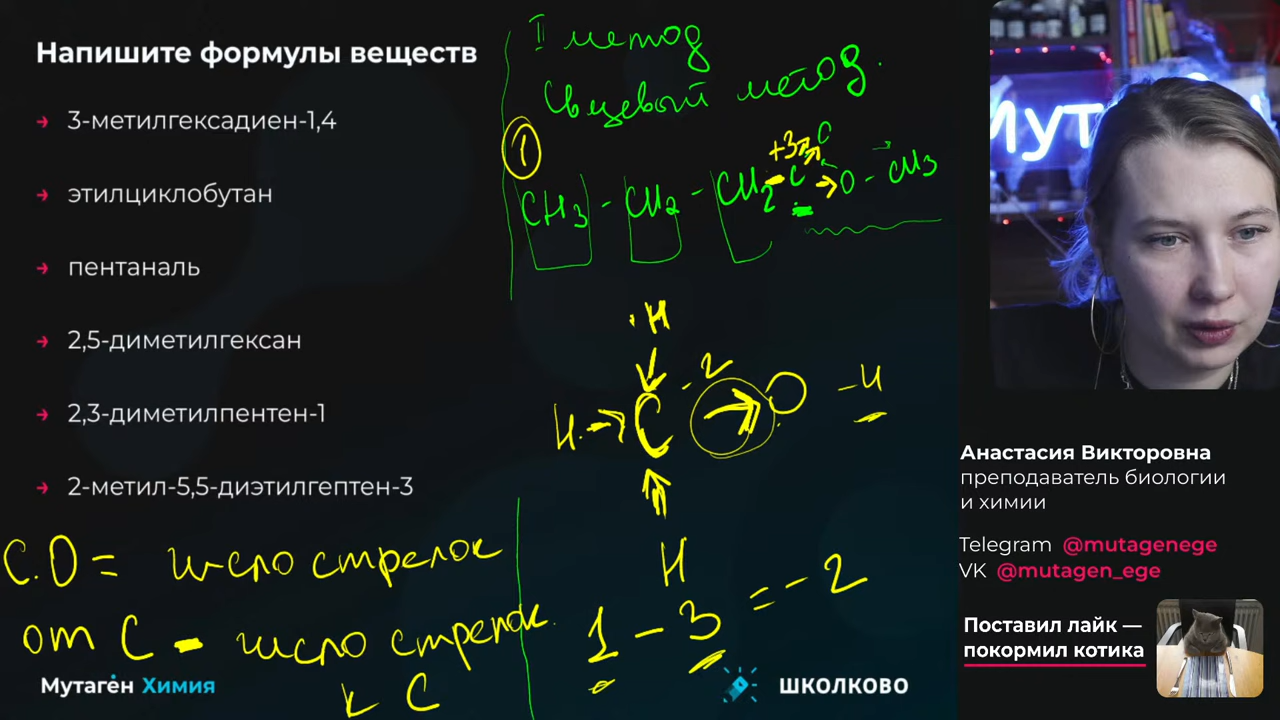 Напишите формулы веществ
→ 3-метилгексадиен-1,4
→ этилциклобутан
→ пентаналь
→ 2,5-диметилгексан
→ 2,3-диметилпентен-1
→ 2-метил-5,5-диэтилгептен-3
II метод
Свицевый метод.
1
+3 O
CH3 - CH2 - CH2 - C → O - CH3
H
-2
H → C → O -4
H
С.О = число стрелок
от С - число стрелок
к С
1 - 3 = -2
Мутаген Химия
ШКОЛКОВО
Мут
Анастасия Викторовна
преподаватель биологии
и химии
Telegram @mutagenege
VK @mutagen_ege
Поставил лайк —
покормил котика